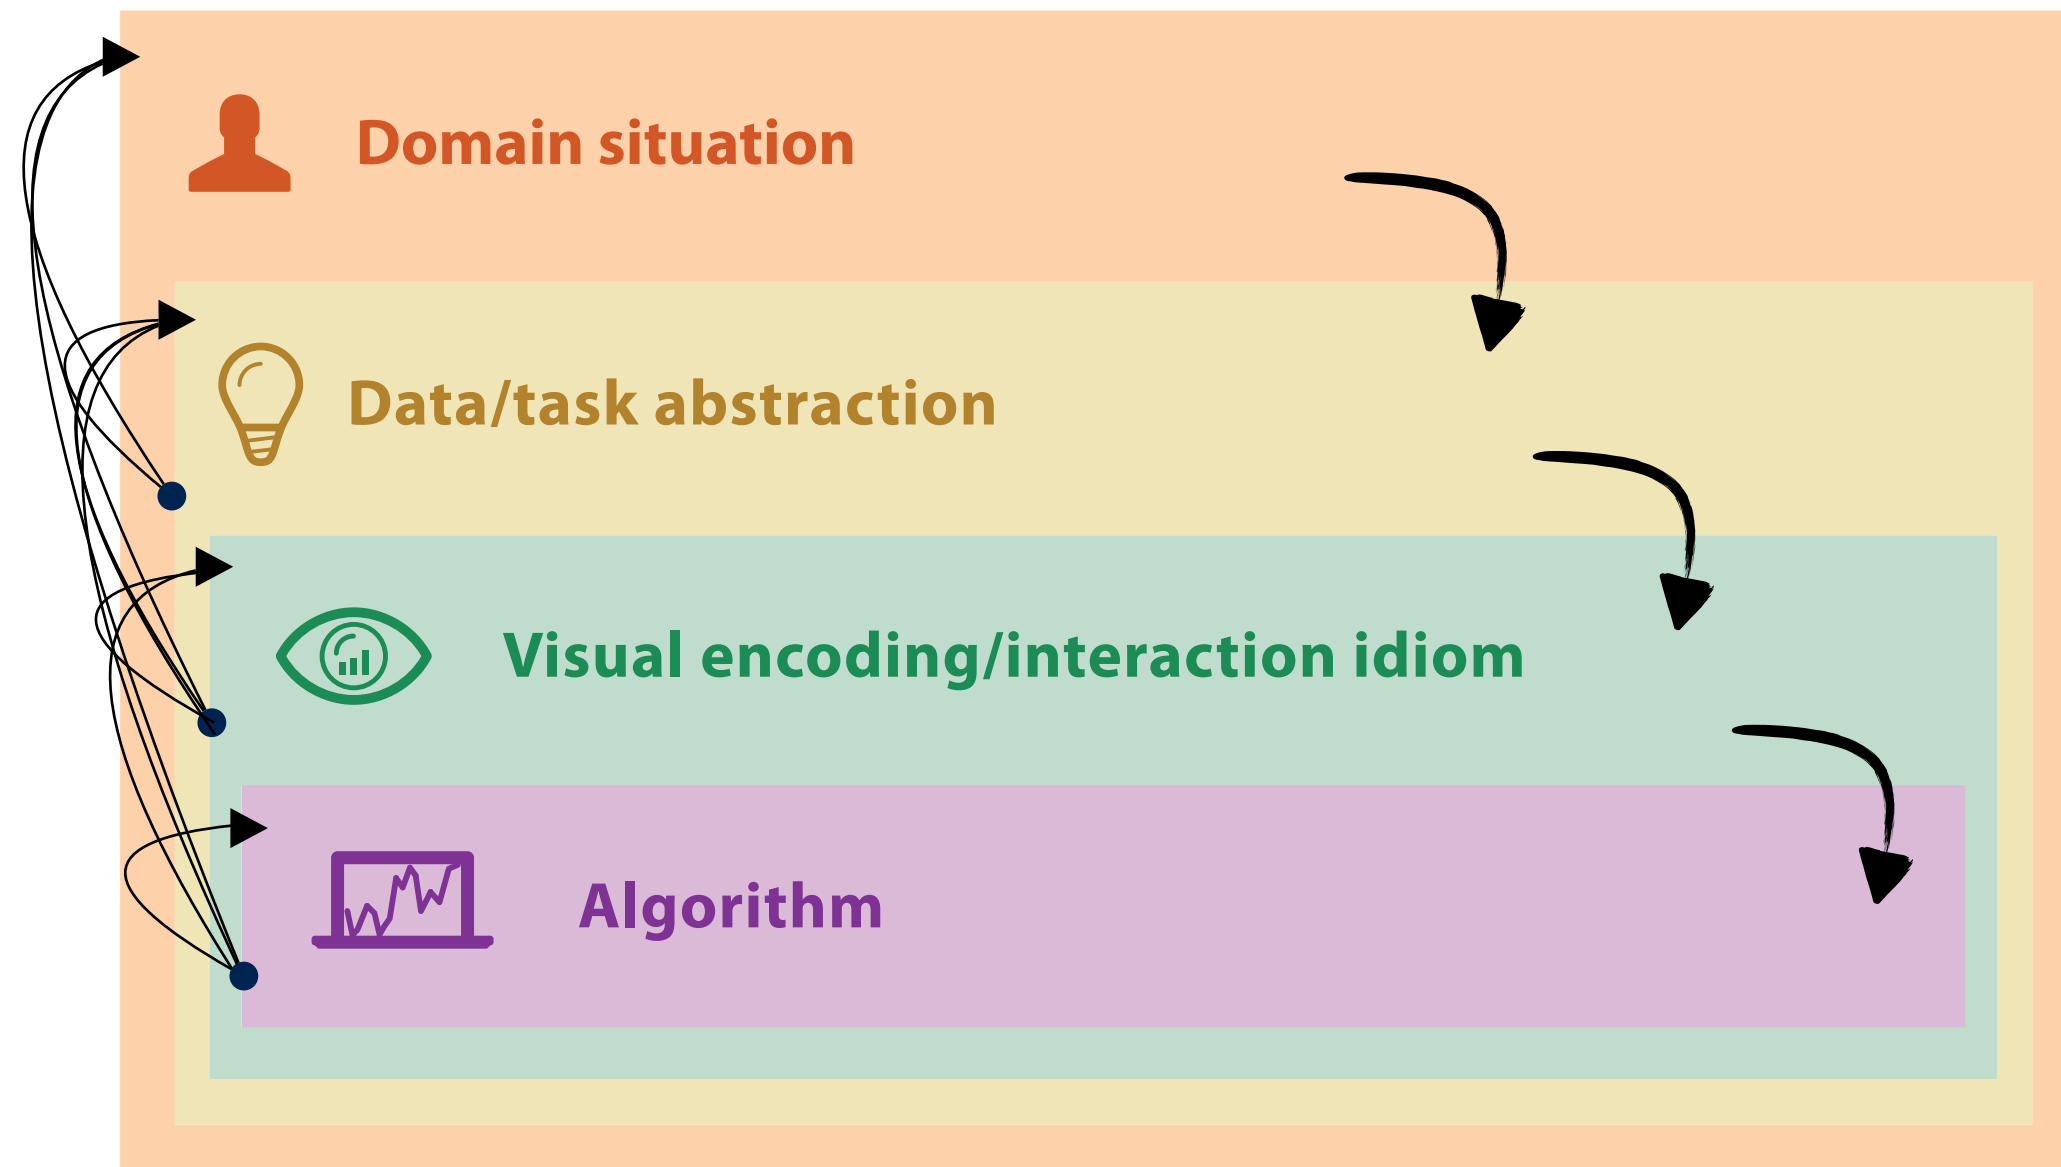 Domain situation
Data/task abstraction
Visual encoding/interaction idiom
Algorithm